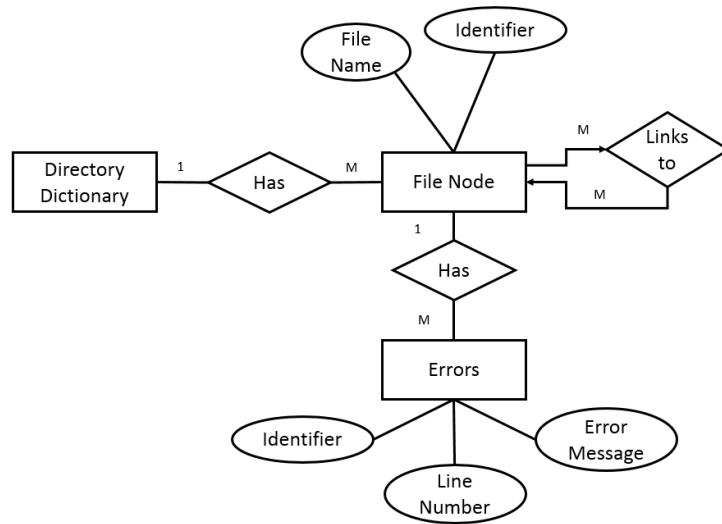 Identifier
File
Name
Links
to
M
Directory
Dictionary
1
Has
M
File Node
M
1
Has
M
Errors
Identifier
Error
Message
Line
Number